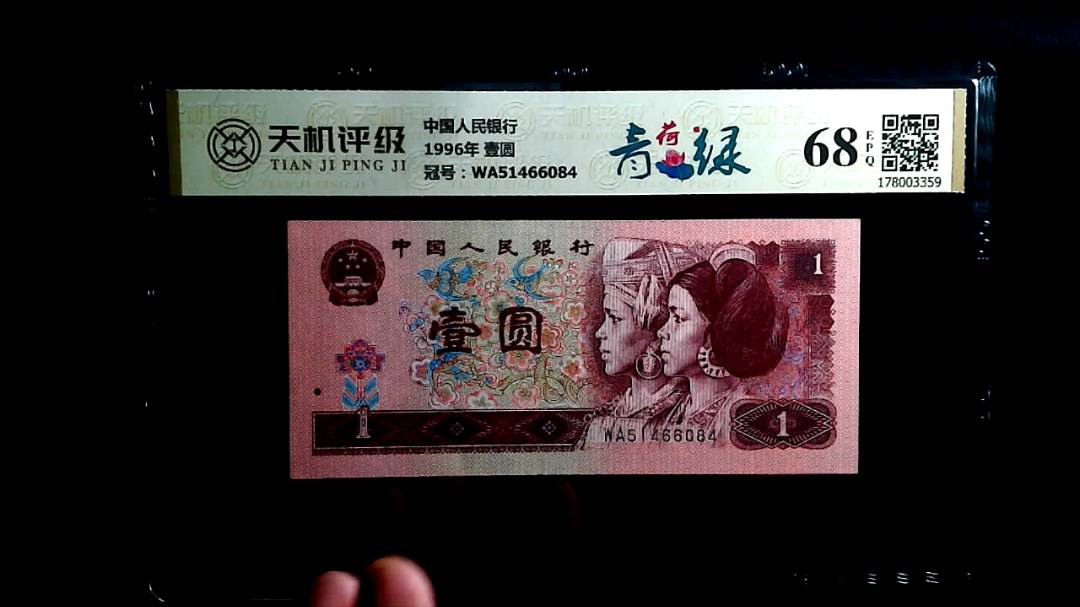 天机评级
TIAN JI PING JI
中国人民银行
1996年 壹圆
冠号：WA51466084
青荷绿
68
EPQ
178003359
中国人民银行
1
壹圆
1
WA51466084
1